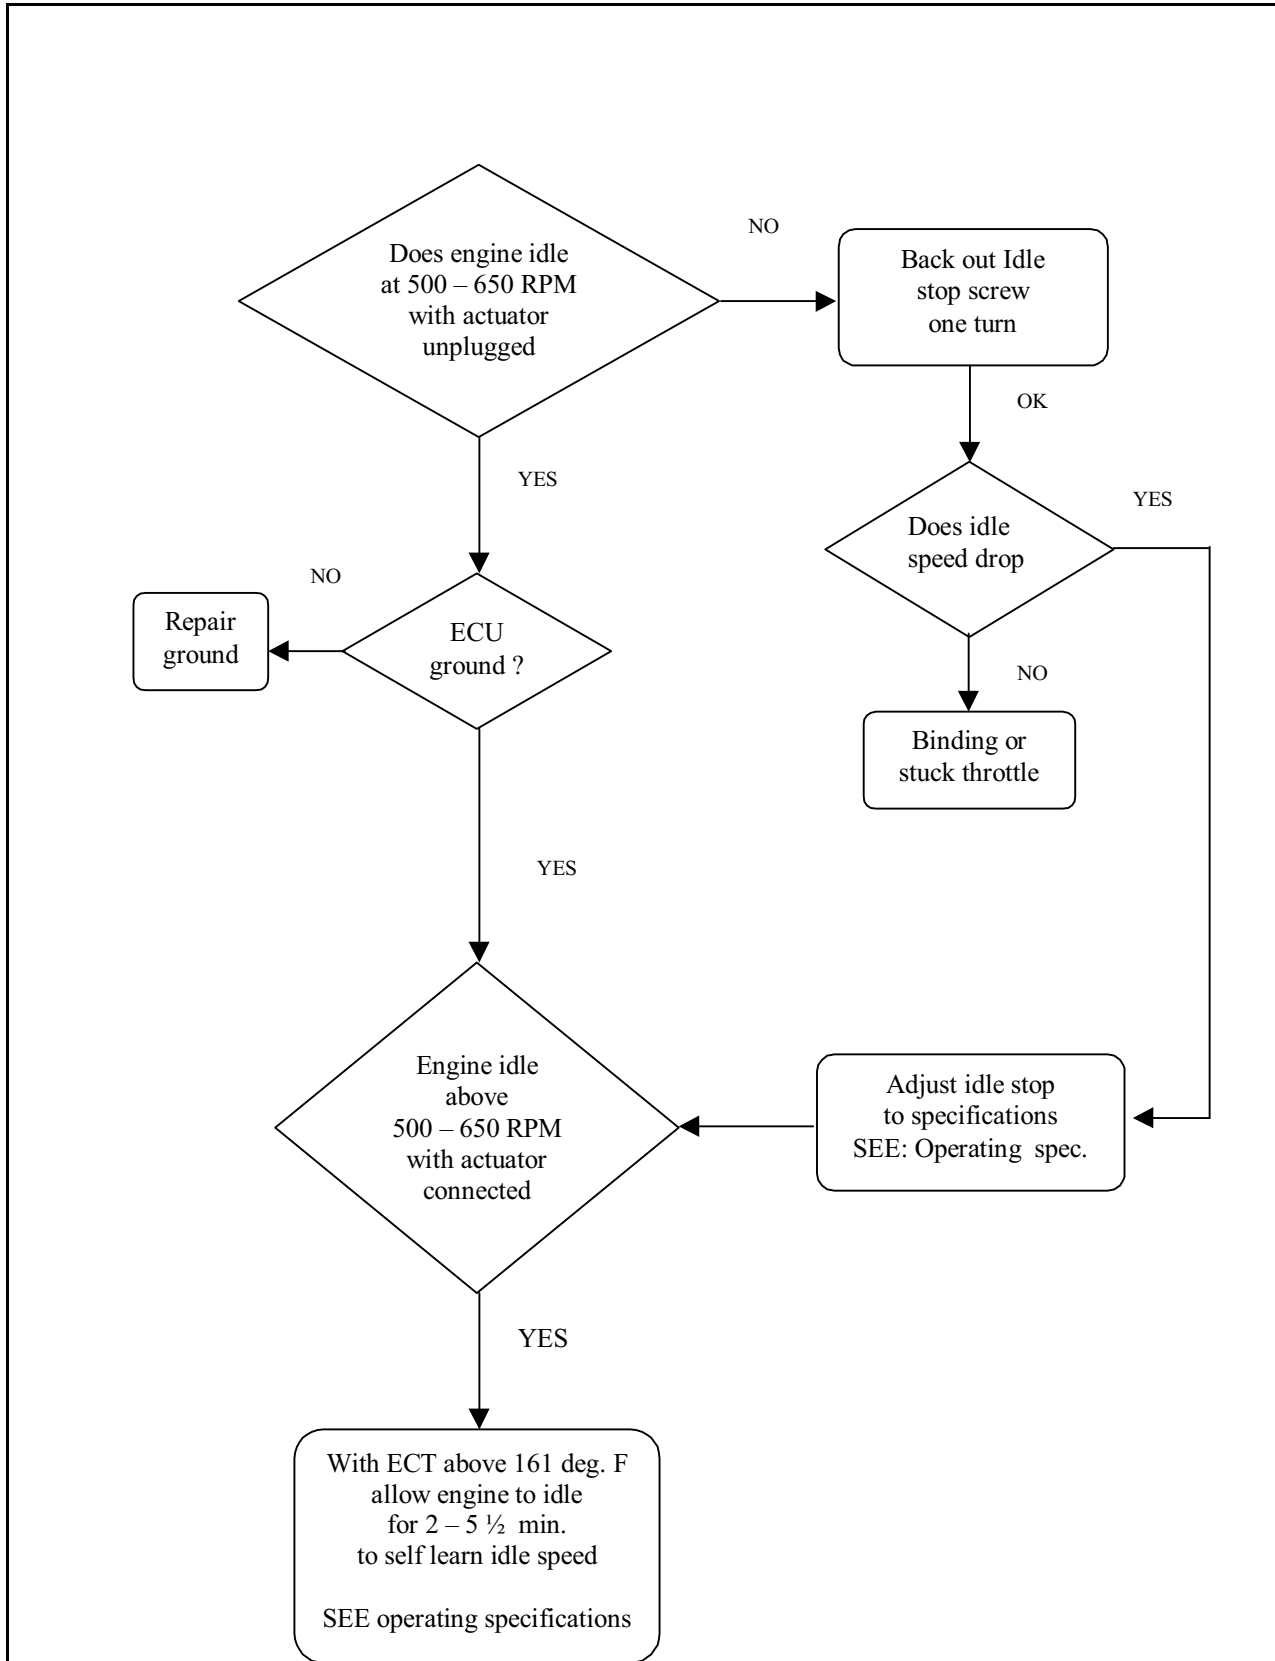 Does engine idle
at 500 – 650 RPM
with actuator
unplugged
NO
Back out Idle
stop screw
one turn
OK
YES
Does idle
speed drop
YES
NO
Repair
ground
ECU
ground ?
NO
Binding or
stuck throttle
YES
Engine idle
above
500 – 650 RPM
with actuator
connected
Adjust idle stop
to specifications
SEE: Operating spec.
YES
With ECT above 161 deg. F
allow engine to idle
for 2 – 5 ½ min.
to self learn idle speed
SEE operating specifications